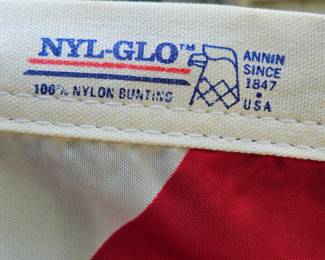 NYL-GLO™
100% NYLON BUNTING
ANNIN
SINCE
1847
•
USA